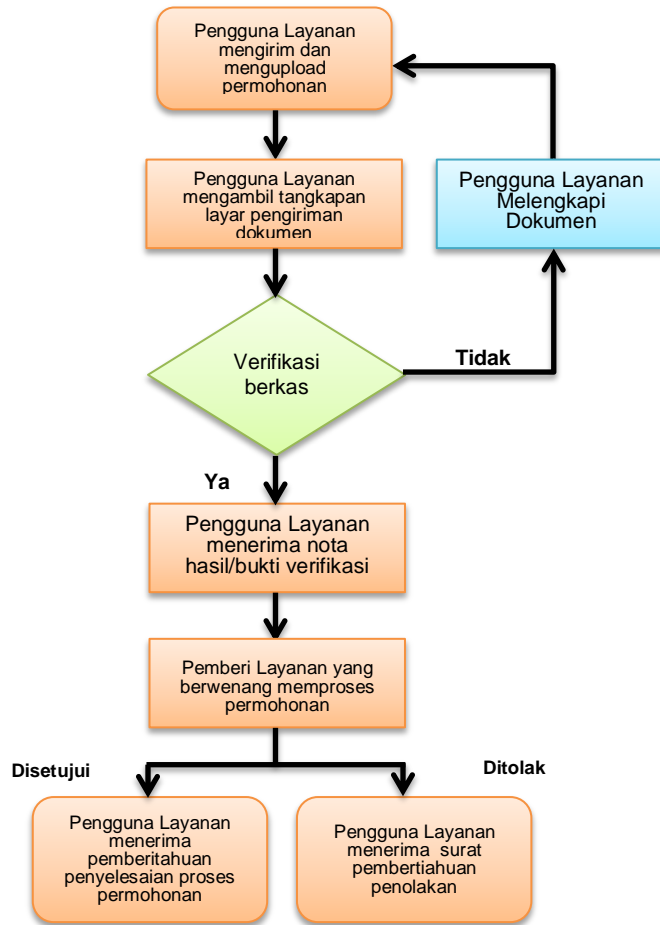 Pengguna Layanan
mengirim dan
mengupload
permohonan
Pengguna Layanan
mengambil tangkapan
layar pengiriman
dokumen
Pengguna Layanan
Melengkapi
Dokumen
Verifikasi
berkas
Tidak
Ya
Pengguna Layanan
menerima nota
hasil/bukti verifikasi
Pemberi Layanan yang
berwenang memproses
permohonan
Disetujui
Ditolak
Pengguna Layanan
menerima
pemberitahuan
penyelesaian proses
permohonan
Pengguna Layanan
menerima surat
pembertiahuan
penolakan